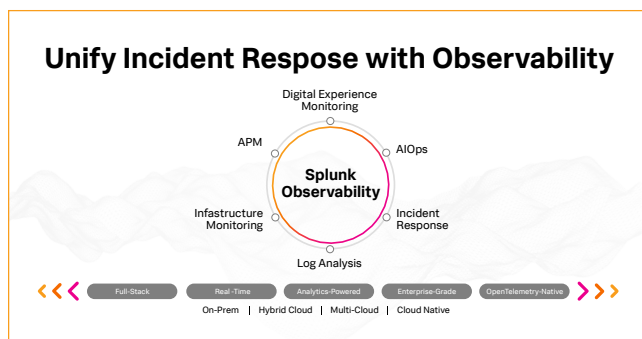 Unify Incident Respose with Observability
Digital Experience
Monitoring
APM
AIOps
Splunk
Observability
Infastructure
Monitoring
Incident
Response
Log Analysis
Full-Stack
Real -Time
Analytics-Powered
Enterprise-Grade
OpenTelemetry-Native
On-Prem | Hybrid Cloud | Multi-Cloud | Cloud Native